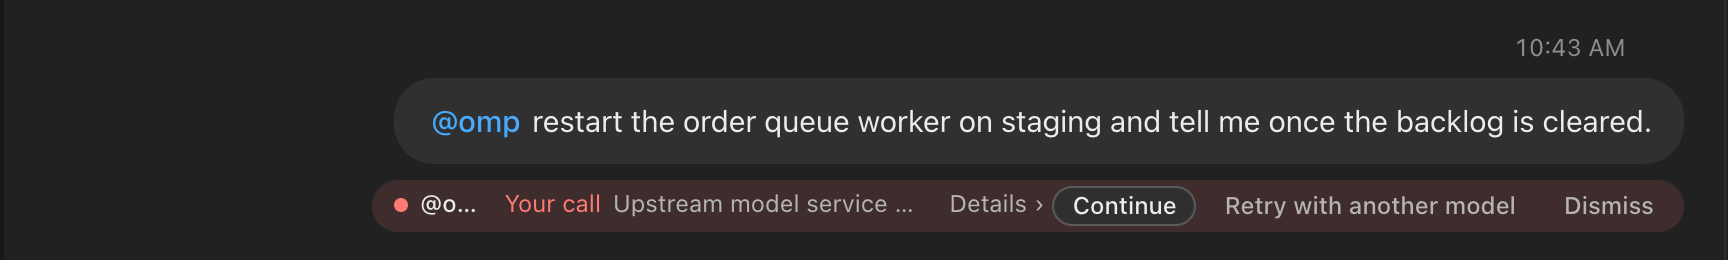 10:43 AM
@omp restart the order queue worker on staging and tell me once the backlog is cleared.
@o... Your call Upstream model service ... Details › Continue Retry with another model Dismiss